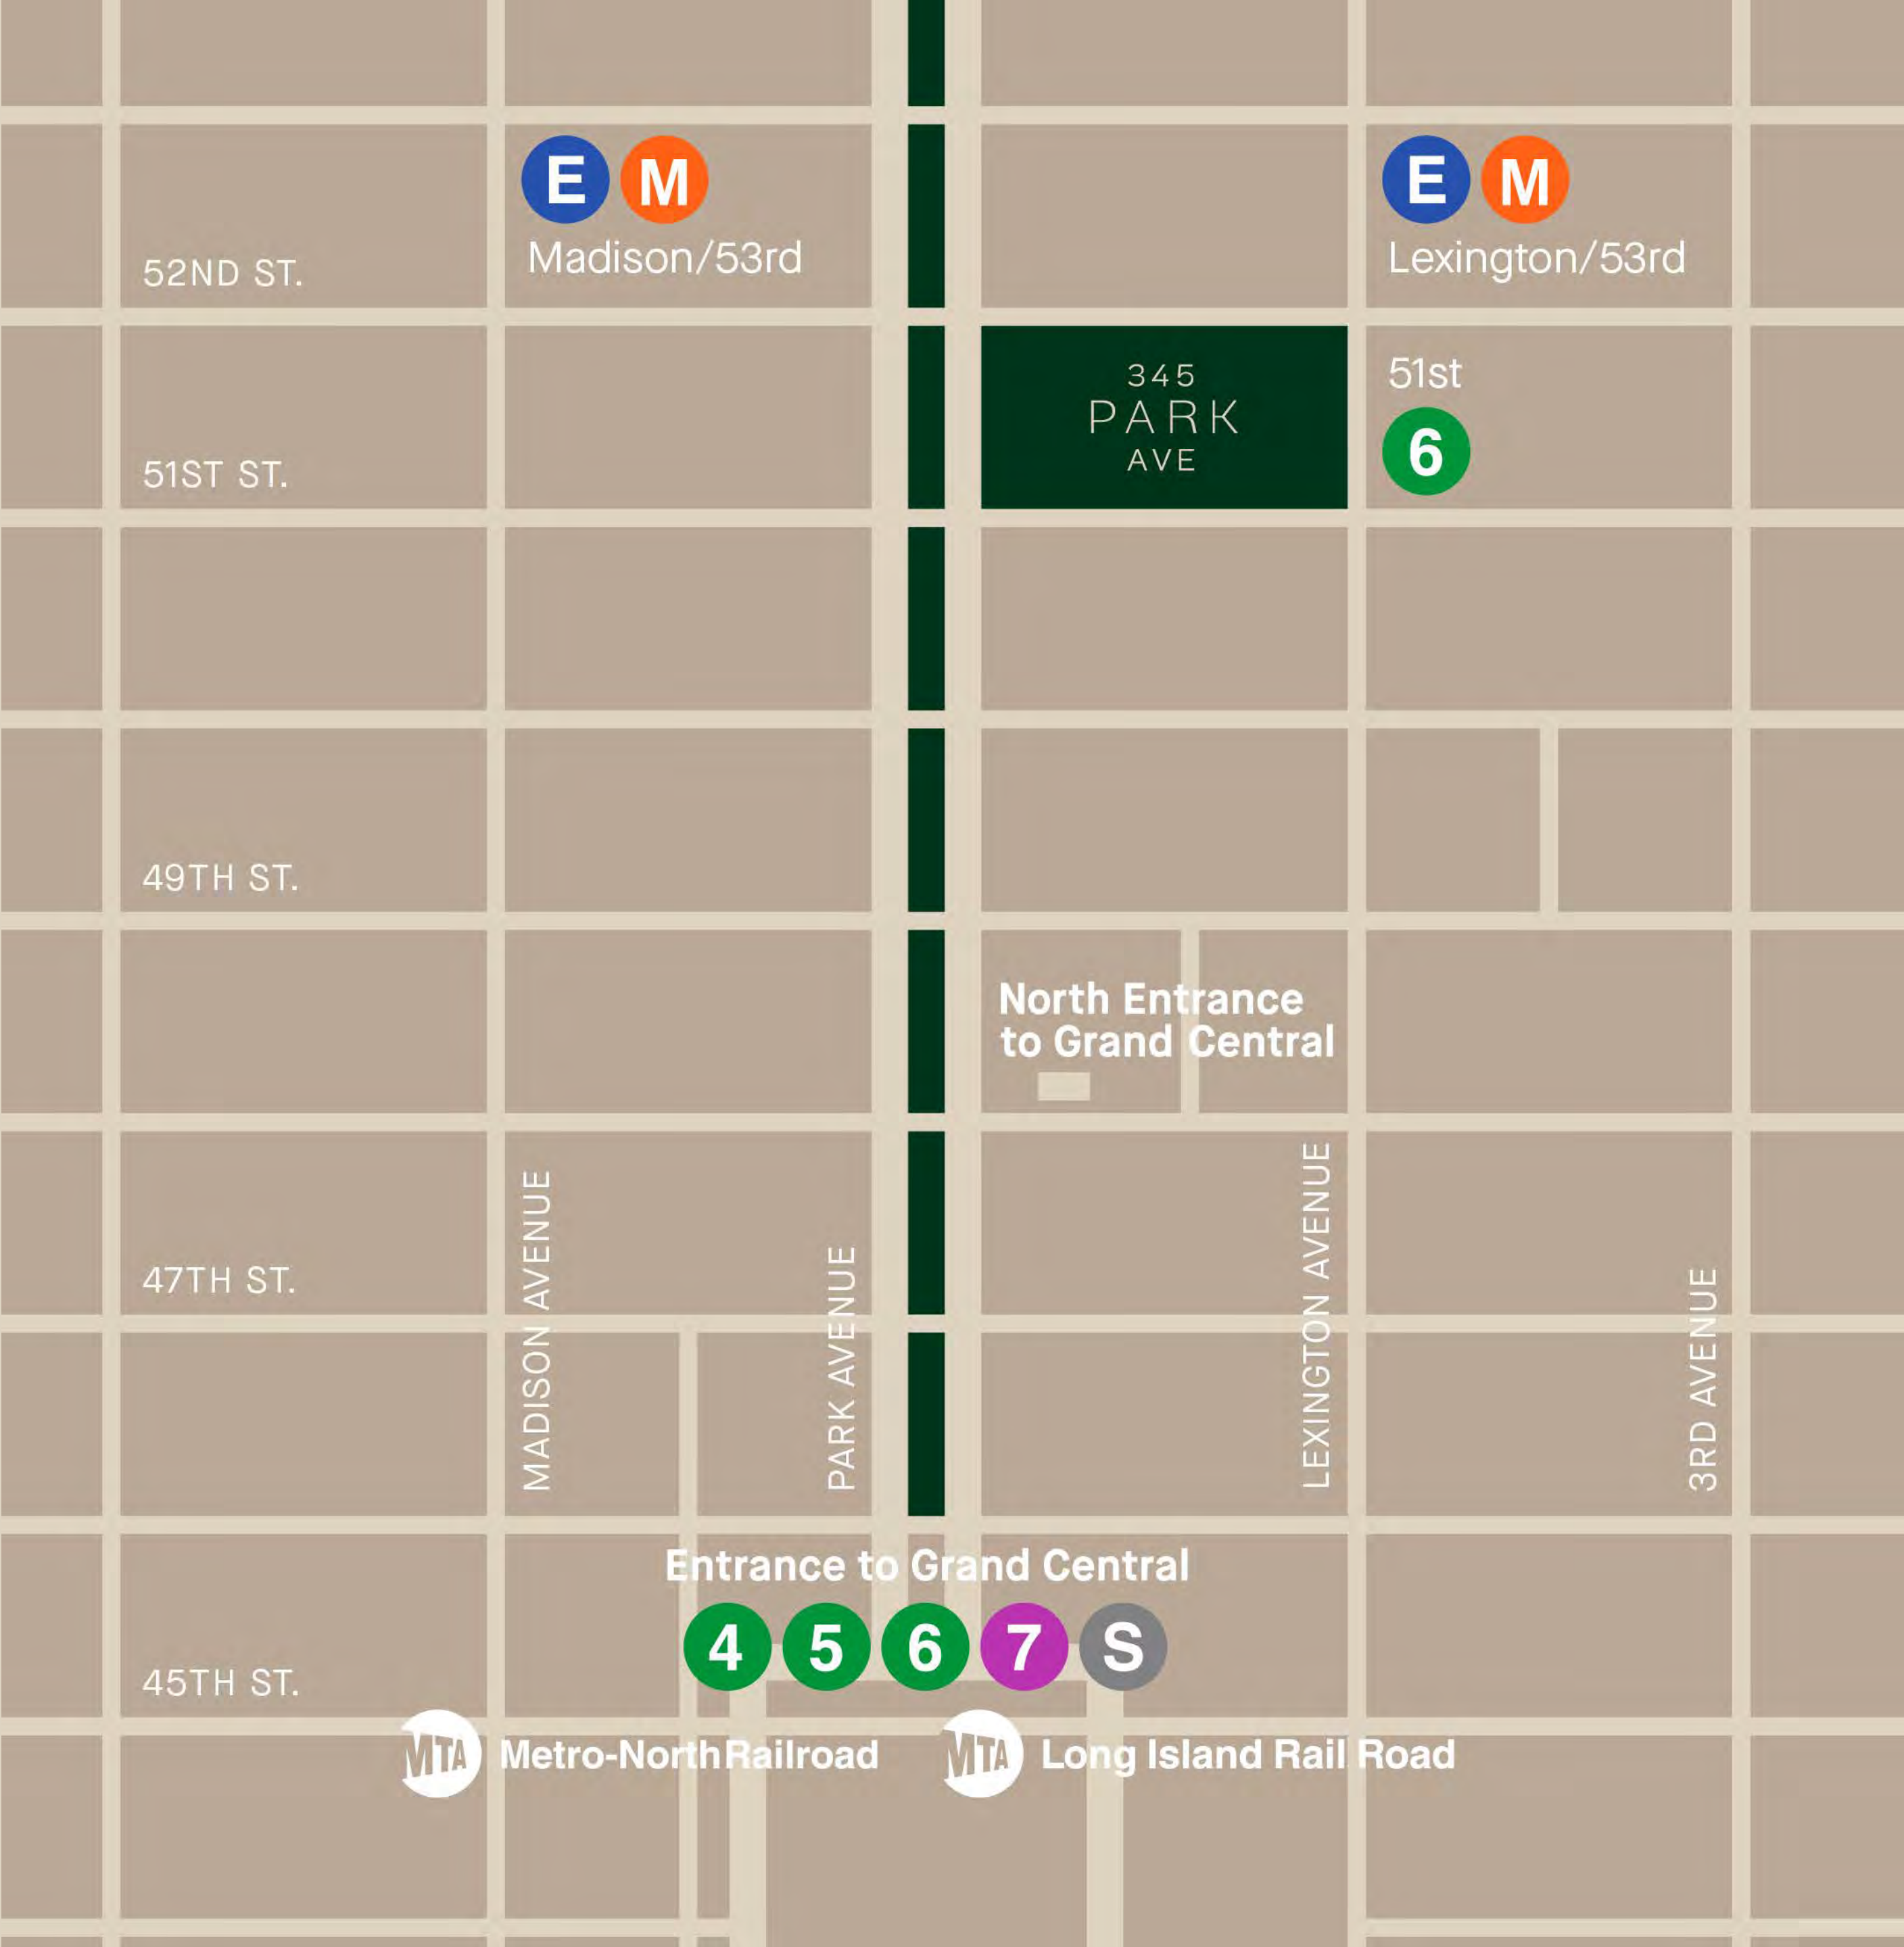 E M
Madison/53rd
E M
Lexington/53rd
52ND ST.
345
PARK
AVE
51st
6
51ST ST.
49TH ST.
North Entrance
to Grand Central
MADISON AVENUE
PARK AVENUE
LEXINGTON AVENUE
3RD AVENUE
47TH ST.
Entrance to Grand Central
4 5 6 7 S
45TH ST.
MTA Metro-North Railroad
MTA Long Island Rail Road